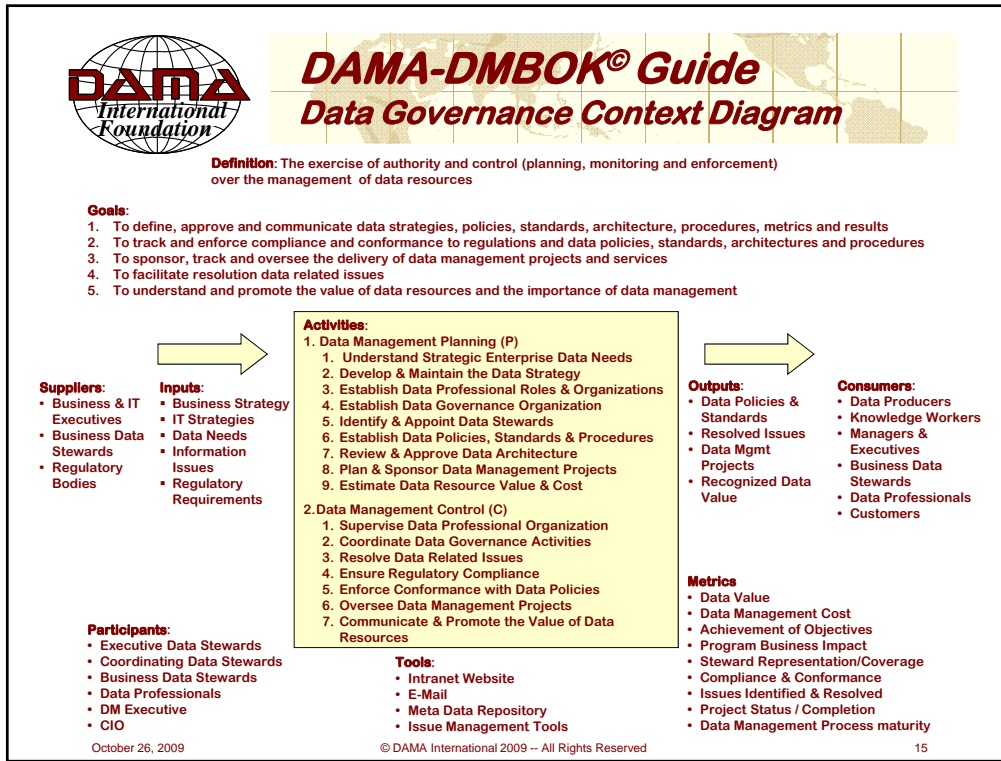 DAMA
International
Foundation
DAMA-DMBOK© Guide
Data Governance Context Diagram
Definition: The exercise of authority and control (planning, monitoring and enforcement)
over the management of data resources
Goals:
1. To define, approve and communicate data strategies, policies, standards, architecture, procedures, metrics and results
2. To track and enforce compliance and conformance to regulations and data policies, standards, architectures and procedures
3. To sponsor, track and oversee the delivery of data management projects and services
4. To facilitate resolution data related issues
5. To understand and promote the value of data resources and the importance of data management
Suppliers:
• Business & IT
Executives
• Business Data
Stewards
• Regulatory
Bodies
Inputs:
▪ Business Strategy
▪ IT Strategies
▪ Data Needs
▪ Information
Issues
▪ Regulatory
Requirements
Activities:
1. Data Management Planning (P)
1. Understand Strategic Enterprise Data Needs
2. Develop & Maintain the Data Strategy
3. Establish Data Professional Roles & Organizations
4. Establish Data Governance Organization
5. Identify & Appoint Data Stewards
6. Establish Data Policies, Standards & Procedures
7. Review & Approve Data Architecture
8. Plan & Sponsor Data Management Projects
9. Estimate Data Resource Value & Cost
2.Data Management Control (C)
1. Supervise Data Professional Organization
2. Coordinate Data Governance Activities
3. Resolve Data Related Issues
4. Ensure Regulatory Compliance
5. Enforce Conformance with Data Policies
6. Oversee Data Management Projects
7. Communicate & Promote the Value of Data
Resources
Outputs:
• Data Policies &
Standards
• Resolved Issues
• Data Mgmt
Projects
• Recognized Data
Value
Consumers:
• Data Producers
• Knowledge Workers
• Managers &
Executives
• Business Data
Stewards
• Data Professionals
• Customers
Participants:
• Executive Data Stewards
• Coordinating Data Stewards
• Business Data Stewards
• Data Professionals
• DM Executive
• CIO
Tools:
• Intranet Website
• E-Mail
• Meta Data Repository
• Issue Management Tools
Metrics
• Data Value
• Data Management Cost
• Achievement of Objectives
• Program Business Impact
• Steward Representation/Coverage
• Compliance & Conformance
• Issues Identified & Resolved
• Project Status / Completion
• Data Management Process maturity
October 26, 2009
© DAMA International 2009 -- All Rights Reserved
15